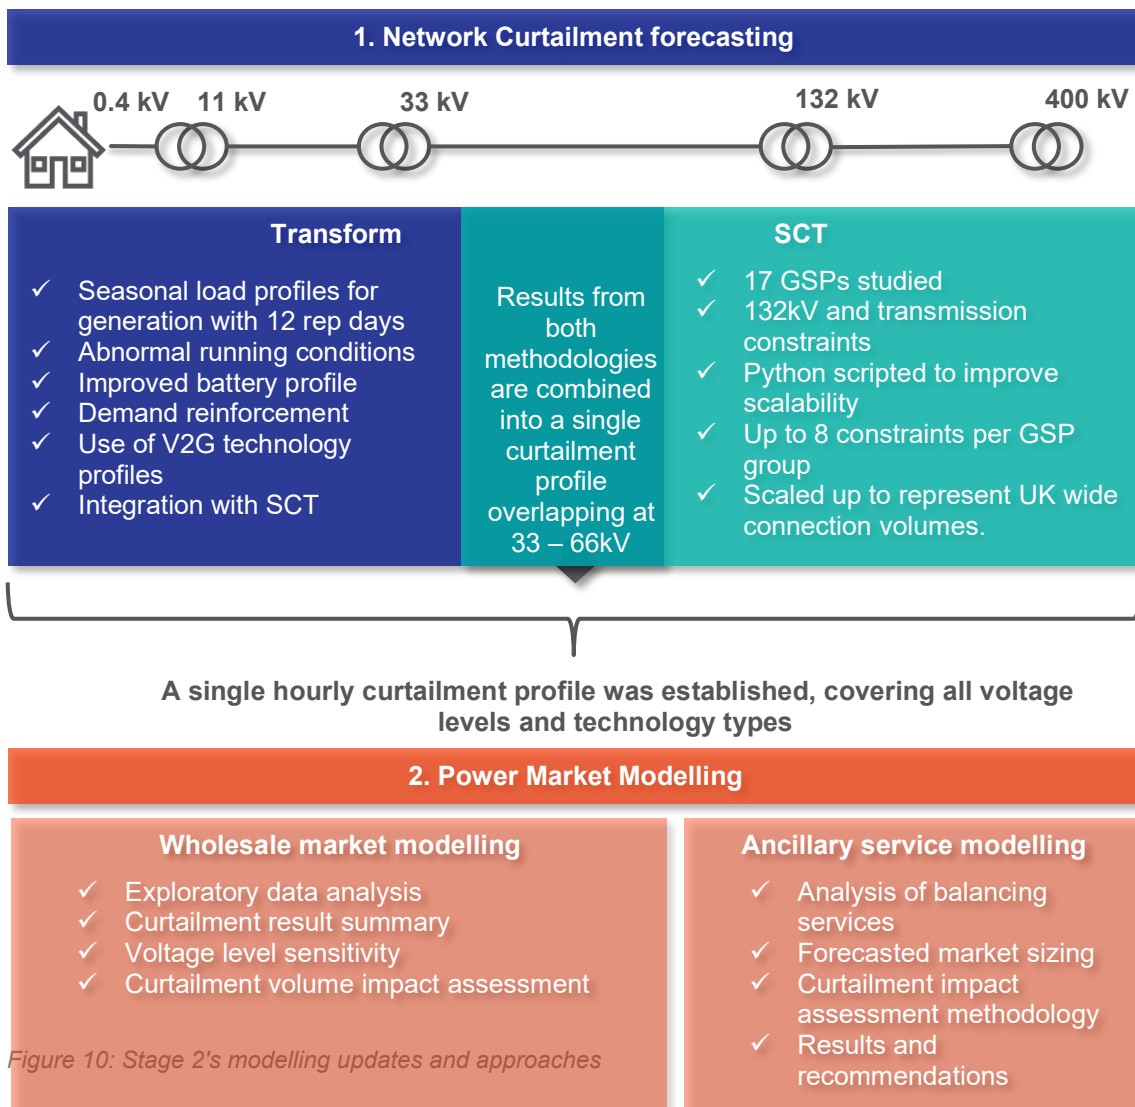 1. Network Curtailment forecasting
0.4 kV 11 kV 33 kV 132 kV 400 kV
Transform
✓ Seasonal load profiles for
generation with 12 rep days
✓ Abnormal running conditions
✓ Improved battery profile
✓ Demand reinforcement
✓ Use of V2G technology
profiles
✓ Integration with SCT
Results from
both
methodologies
are combined
into a single
curtailment
profile
overlapping at
33 – 66kV
SCT
✓ 17 GSPs studied
✓ 132kV and transmission
constraints
✓ Python scripted to improve
scalability
✓ Up to 8 constraints per GSP
group
✓ Scaled up to represent UK wide
connection volumes.
A single hourly curtailment profile was established, covering all voltage
levels and technology types
2. Power Market Modelling
Wholesale market modelling
✓ Exploratory data analysis
✓ Curtailment result summary
✓ Voltage level sensitivity
✓ Curtailment volume impact assessment
Ancillary service modelling
✓ Analysis of balancing
services
✓ Forecasted market sizing
✓ Curtailment impact
assessment methodology
✓ Results and
recommendations
Figure 10: Stage 2's modelling updates and approaches